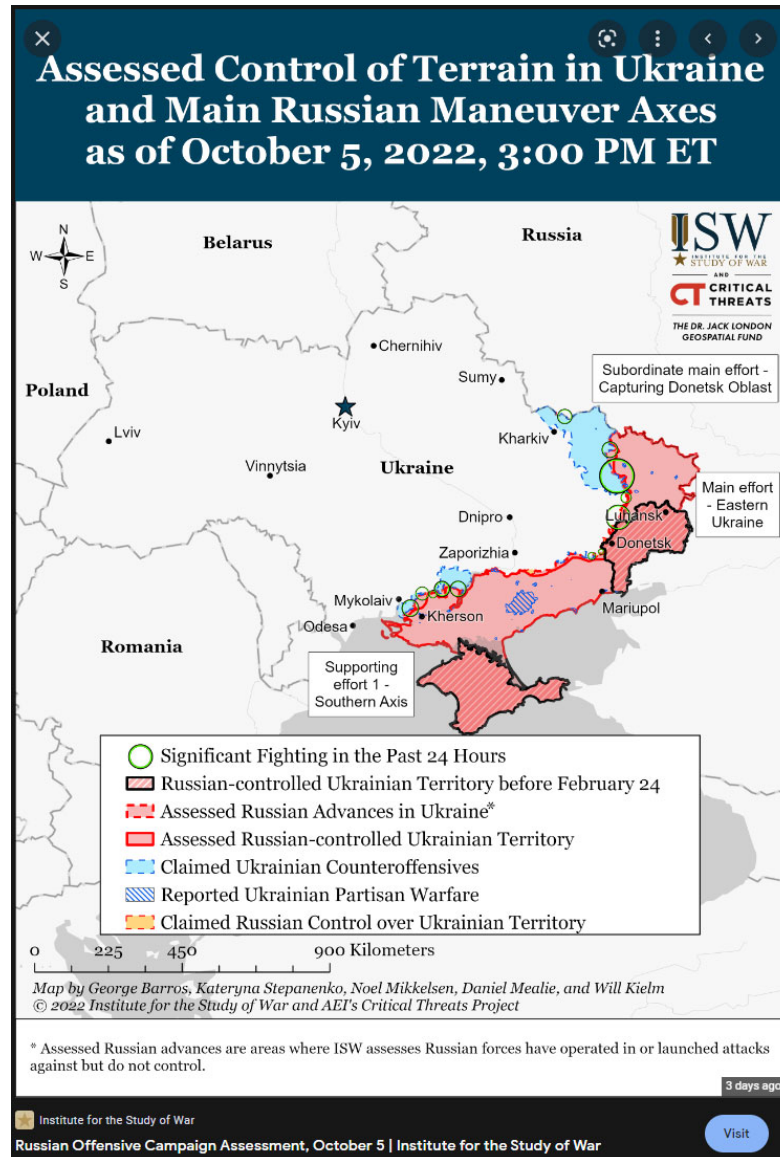 Assessed Control of Terrain in Ukraine
and Main Russian Maneuver Axes
as of October 5, 2022, 3:00 PM ET
N
W E
S
Belarus
Russia
ISW
INSTITUTE FOR THE
STUDY OF WAR
AND
CT CRITICAL
THREATS
THE DR. JACK LONDON
GEOSPATIAL FUND
Chernihiv
Sumy
Subordinate main effort -
Capturing Donetsk Oblast
Poland
Lviv
Kyiv
Kharkiv
Vinnytsia
Ukraine
Main effort
- Eastern
Ukraine
Luhansk
Dnipro
Donetsk
Zaporizhia
Mykolaiv
Mariupol
Kherson
Odesa
Romania
Supporting
effort 1 -
Southern Axis
Significant Fighting in the Past 24 Hours
Russian-controlled Ukrainian Territory before February 24
Assessed Russian Advances in Ukraine*
Assessed Russian-controlled Ukrainian Territory
Claimed Ukrainian Counteroffensives
Reported Ukrainian Partisan Warfare
Claimed Russian Control over Ukrainian Territory
0 225 450 900 Kilometers
Map by George Barros, Kateryna Stepanenko, Noel Mikkelsen, Daniel Mealie, and Will Kielm
© 2022 Institute for the Study of War and AEI's Critical Threats Project
* Assessed Russian advances are areas where ISW assesses Russian forces have operated in or launched attacks
against but do not control.
3 days ago
Institute for the Study of War
Russian Offensive Campaign Assessment, October 5 | Institute for the Study of War
Visit